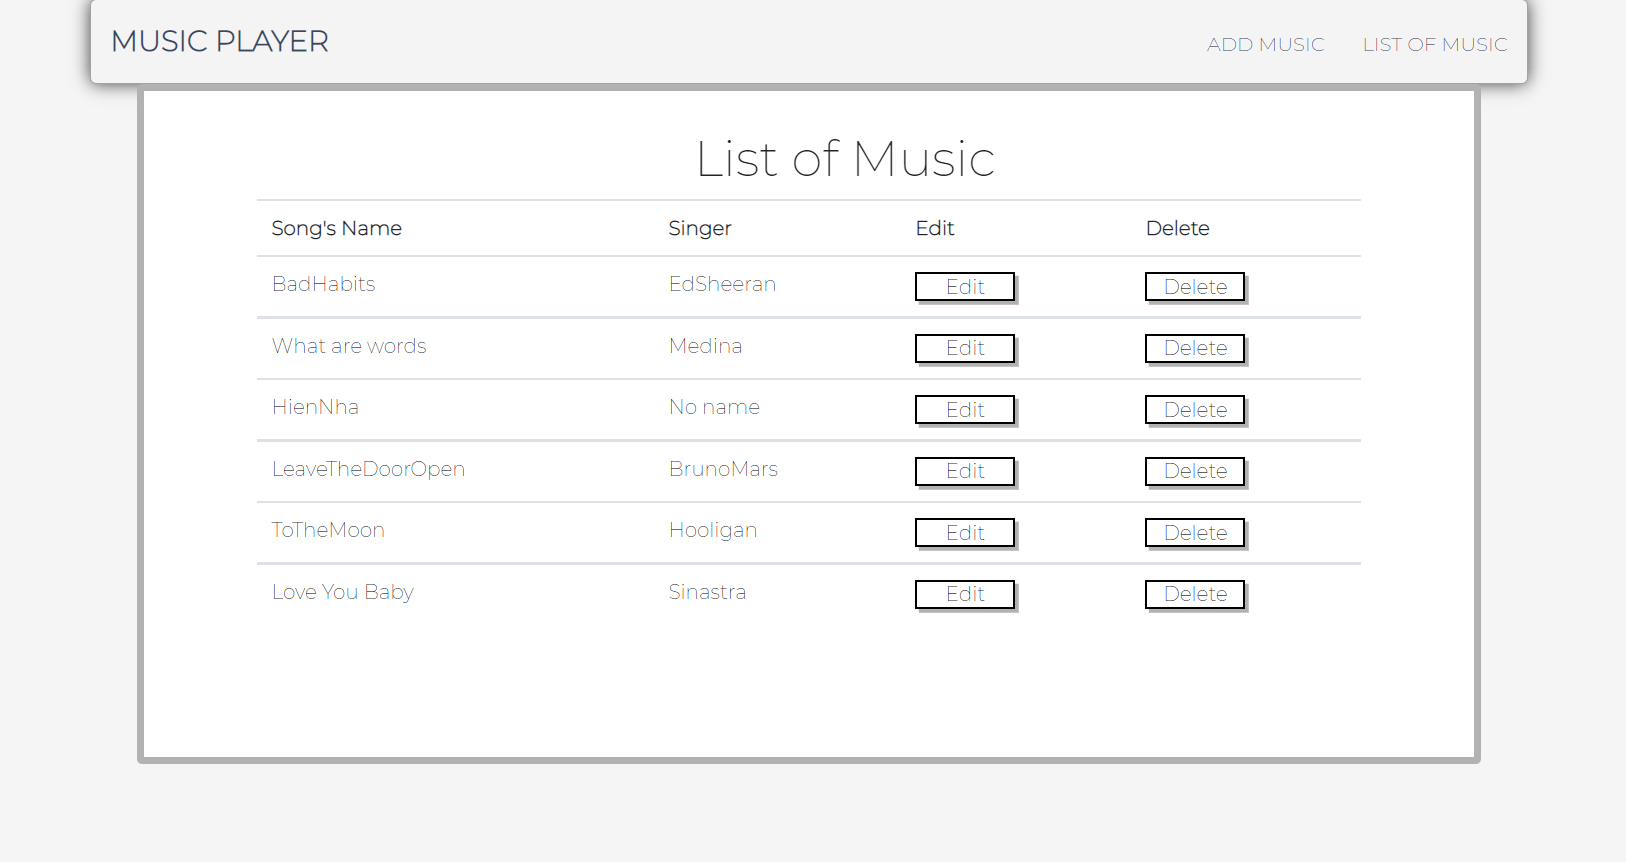 MUSIC PLAYER ADD MUSIC LIST OF MUSIC
List of Music
Song's Name Singer Edit Delete
BadHabits EdSheeran Edit Delete
What are words Medina Edit Delete
HienNha No name Edit Delete
LeaveTheDoorOpen BrunoMars Edit Delete
ToTheMoon Hooligan Edit Delete
Love You Baby Sinastra Edit Delete